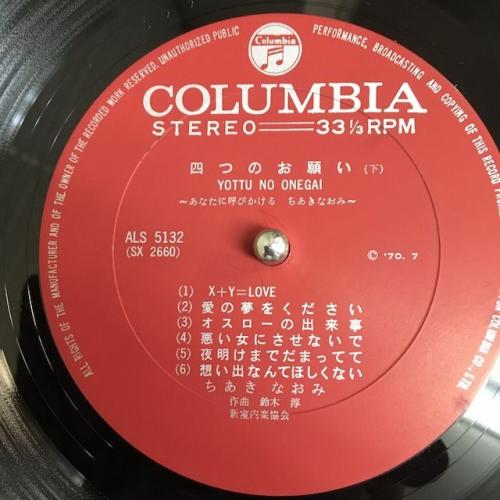 ALL RIGHTS OF THE MANUFACTURER AND OF THE OWNER OF THE RECORDED WORK RESERVED. UNAUTHORIZED PUBLIC PERFORMANCE, BROADCASTING AND COPYING OF THIS RECORD
Columbia
COLUMBIA
STEREO 33 1/3 RPM
四つのお願い (下)
YOTTU NO ONEGAI
～あなたに呼びかける ちあきなおみ～
ALS 5132
(SX 2660)
Ⓒ '70. 7
(1) X+Y=LOVE
(2) 愛の夢をください
(3) オスローの出来事
(4) 悪い女にさせないで
(5) 夜明けまでだまってて
(6) 想い出なんてほしくない
ちあき なおみ
作曲 鈴木 淳
新室内楽協会